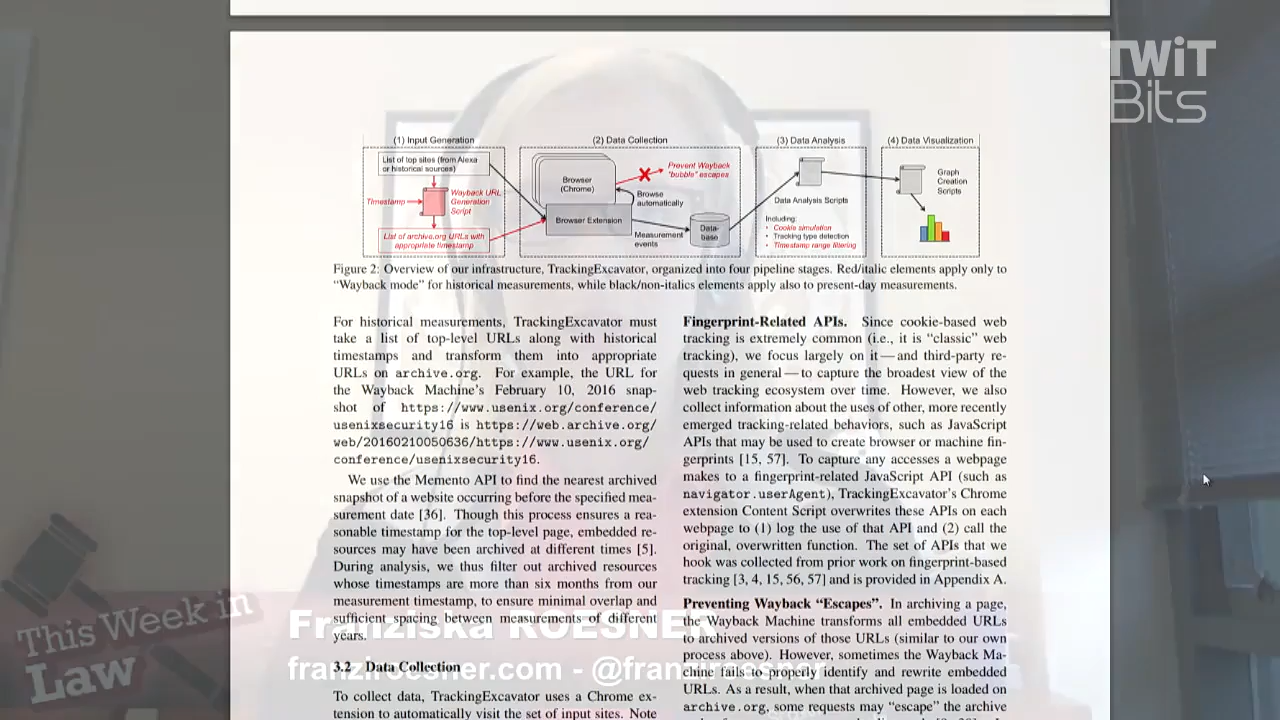 TWiT
Bits
(1) Input Generation
(2) Data Collection
(3) Data Analysis
(4) Data Visualization
List of top sites (from Alexa
or historical sources)
Timestamp
Wayback URL
Generation
Script
List of archive.org URLs with
appropriate timestamp
Browser
(Chrome)
Browser Extension
Prevent Wayback
"bubble" escapes
Browse
automatically
Measurement
events
Data-
base
Data Analysis Scripts
Including:
• Cookie simulation
• Tracking type detection
• Timestamp range filtering
Graph
Creation
Scripts
Figure 2: Overview of our infrastructure, TrackingExcavator, organized into four pipeline stages. Red/italic elements apply only to
“Wayback mode” for historical measurements, while black/non-italics elements apply also to present-day measurements.
For historical measurements, TrackingExcavator must
take a list of top-level URLs along with historical
timestamps and transform them into appropriate
URLs on archive.org. For example, the URL for
the Wayback Machine’s February 10, 2016 snap-
shot of https://www.usenix.org/conference/
usenixsecurity16 is https://web.archive.org/
web/20160210050636/https://www.usenix.org/
conference/usenixsecurity16.
We use the Memento API to find the nearest archived
snapshot of a website occurring before the specified mea-
surement date [36]. Though this process ensures a rea-
sonable timestamp for the top-level page, embedded re-
sources may have been archived at different times [5].
During analysis, we thus filter out archived resources
whose timestamps are more than six months from our
measurement timestamp, to ensure minimal overlap and
sufficient spacing between measurements of different
years.
3.2 Data Collection
To collect data, TrackingExcavator uses a Chrome ex-
tension to automatically visit the set of input sites. Note
Fingerprint-Related APIs. Since cookie-based web
tracking is extremely common (i.e., it is “classic” web
tracking), we focus largely on it—and third-party re-
quests in general—to capture the broadest view of the
web tracking ecosystem over time. However, we also
collect information about the uses of other, more recently
emerged tracking-related behaviors, such as JavaScript
APIs that may be used to create browser or machine fin-
gerprints [15, 57]. To capture any accesses a webpage
makes to a fingerprint-related JavaScript API (such as
navigator.userAgent), TrackingExcavator’s Chrome
extension Content Script overwrites these APIs on each
webpage to (1) log the use of that API and (2) call the
original, overwritten function. The set of APIs that we
hook was collected from prior work on fingerprint-based
tracking [3, 4, 15, 56, 57] and is provided in Appendix A.
Preventing Wayback “Escapes”. In archiving a page,
the Wayback Machine transforms all embedded URLs
to archived versions of those URLs (similar to our own
process above). However, sometimes the Wayback Ma-
chine fails to properly identify and rewrite embedded
URLs. As a result, when that archived page is loaded on
archive.org, some requests may “escape” the archive
This Week in
Law
Franziska ROESNER
franziroesner.com - @franziroesner